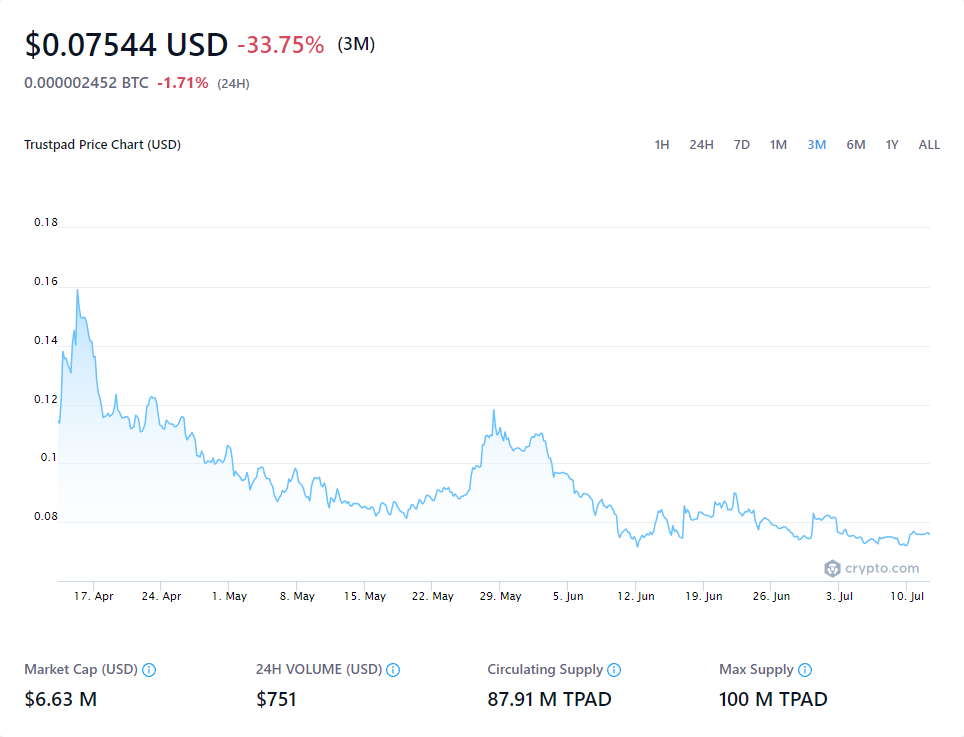 $0.07544 USD -33.75% (3M)
0.000002452 BTC -1.71% (24H)
Trustpad Price Chart (USD) 1H 24H 7D 1M 3M 6M 1Y ALL
0.18
0.16
0.14
0.12
0.1
0.08
crypto.com
17. Apr 24. Apr 1. May 8. May 15. May 22. May 29. May 5. Jun 12. Jun 19. Jun 26. Jun 3. Jul 10. Jul
Market Cap (USD) 24H VOLUME (USD) Circulating Supply Max Supply
$6.63 M $751 87.91 M TPAD 100 M TPAD